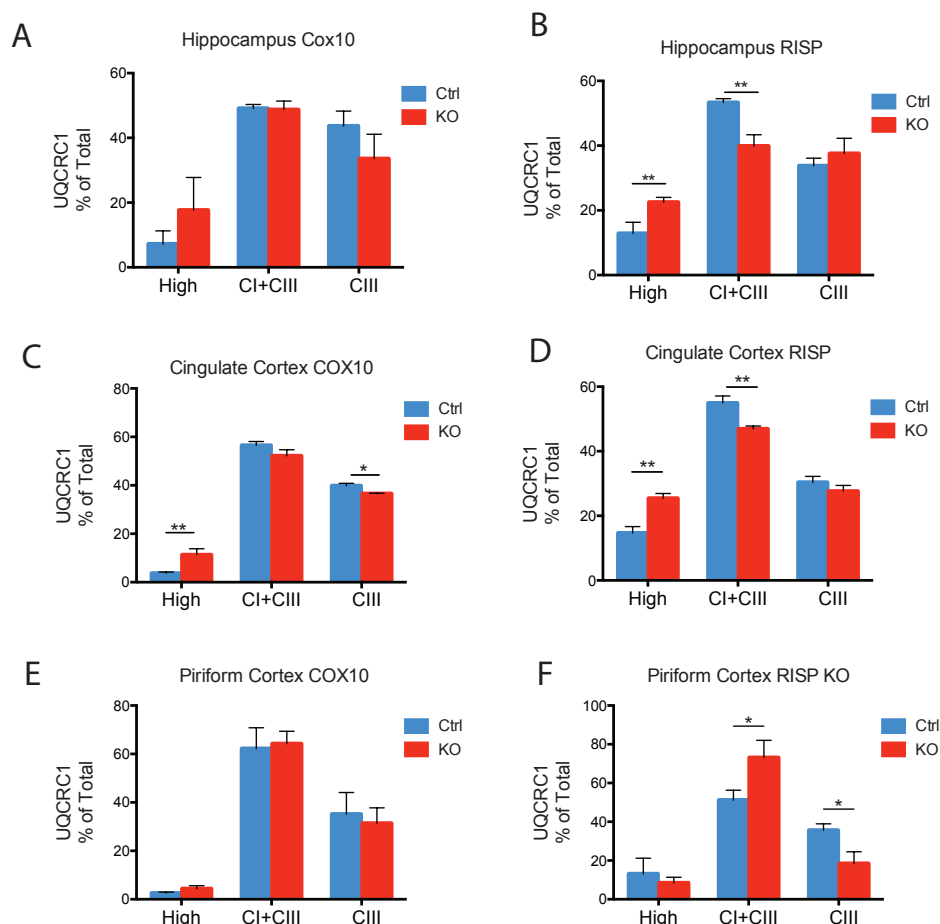 A
Hippocampus Cox10
UQCRC1
% of Total
60
40
20
0
High
CI+CIII
CIII
Ctrl
KO
B
Hippocampus RISP
UQCRC1
% of Total
60
40
20
0
**
**
High
CI+CIII
CIII
Ctrl
KO
C
Cingulate Cortex COX10
UQCRC1
% of Total
80
60
40
20
0
**
*
High
CI+CIII
CIII
Ctrl
KO
D
Cingulate Cortex RISP
UQCRC1
% of Total
60
40
20
0
**
**
High
CI+CIII
CIII
Ctrl
KO
E
Piriform Cortex COX10
UQCRC1
% of Total
80
60
40
20
0
High
CI+CIII
CIII
Ctrl
KO
F
Piriform Cortex RISP KO
UQCRC1
% of Total
100
80
60
40
20
0
*
*
High
CI+CIII
CIII
Ctrl
KO